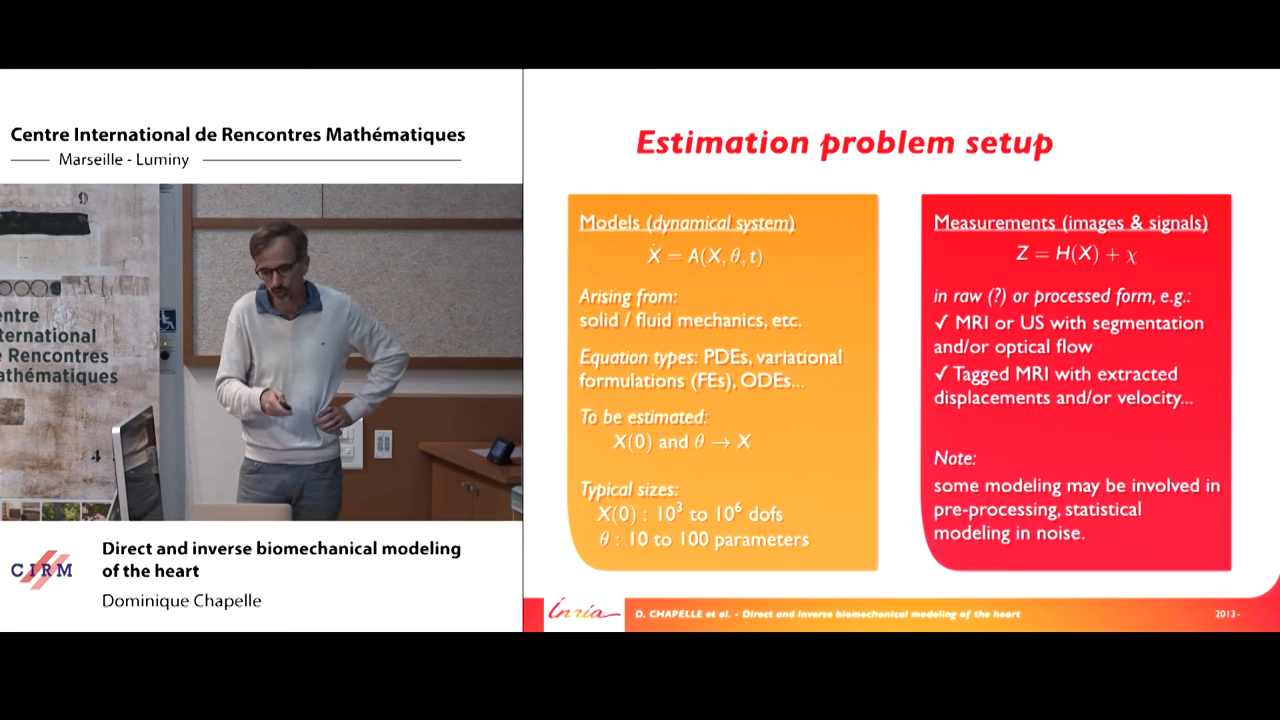 Centre International de Rencontres Mathématiques
Marseille - Luminy
entre
nternational
e Rencontres
athématiques
CIRM
Direct and inverse biomechanical modeling
of the heart
Dominique Chapelle
Estimation problem setup
Models (dynamical system)
Ẋ = A(X, θ, t)
Arising from:
solid / fluid mechanics, etc.
Equation types: PDEs, variational
formulations (FEs), ODEs...
To be estimated:
X(0) and θ → X
Typical sizes:
X(0) : 10³ to 10⁶ dofs
θ : 10 to 100 parameters
Measurements (images & signals)
Z = H(X) + χ
in raw (?) or processed form, e.g.:
✓ MRI or US with segmentation
and/or optical flow
✓ Tagged MRI with extracted
displacements and/or velocity...
Note:
some modeling may be involved in
pre-processing, statistical
modeling in noise.
Inria
D. CHAPELLE et al. - Direct and inverse biomechanical modeling of the heart
2013-